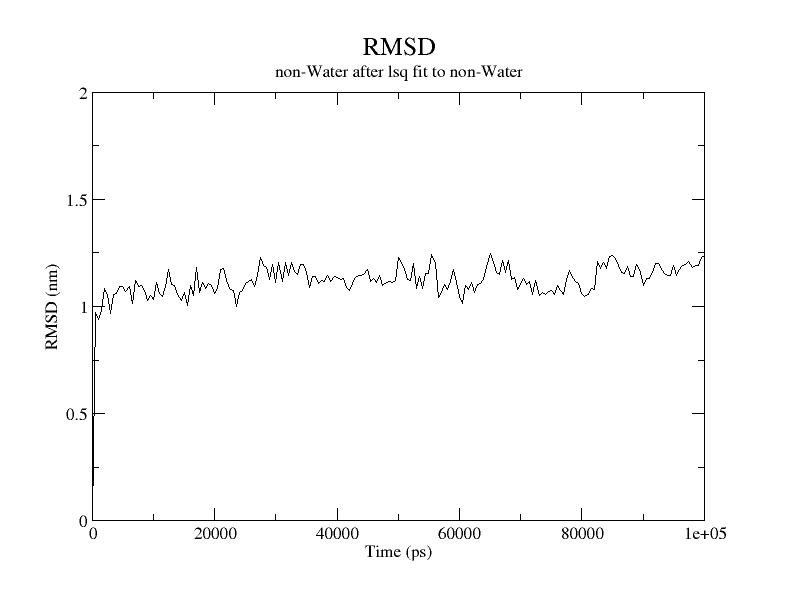 RMSD
non-Water after lsq fit to non-Water
2
1.5
1
0.5
0
RMSD (nm)
0 20000 40000 60000 80000 1e+05
Time (ps)